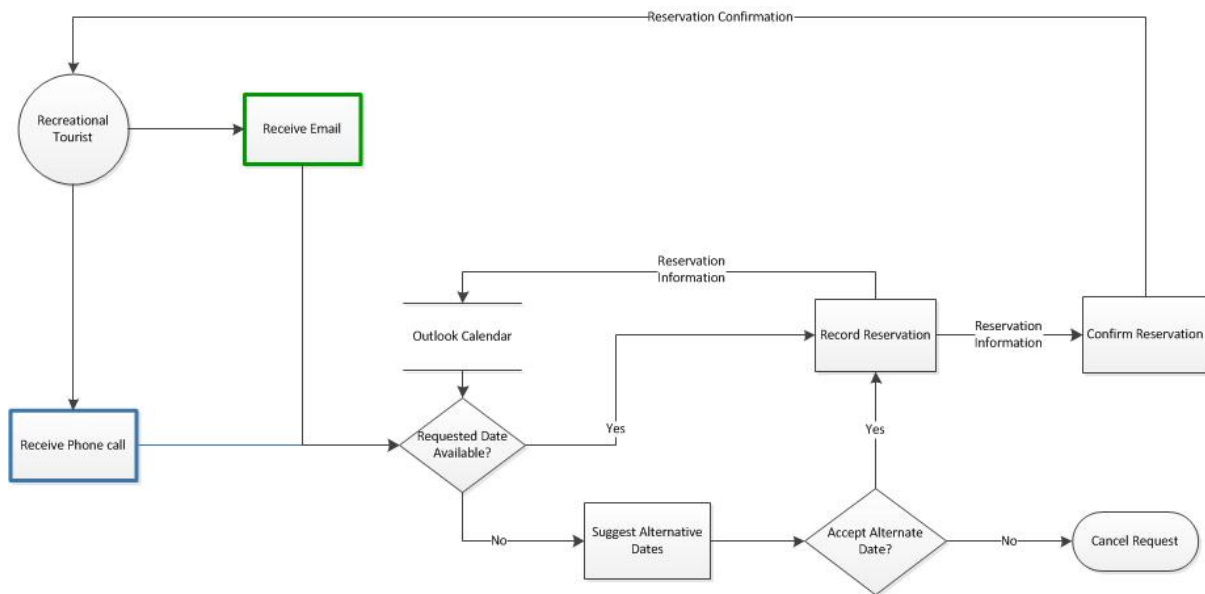 Reservation Confirmation
Recreational
Tourist
Receive Email
Reservation
Information
Outlook Calendar
Record Reservation
Reservation
Information
Confirm Reservation
Receive Phone call
Requested Date
Available?
Yes
Yes
No
Suggest Alternative
Dates
Accept Alternate
Date?
No
Cancel Request